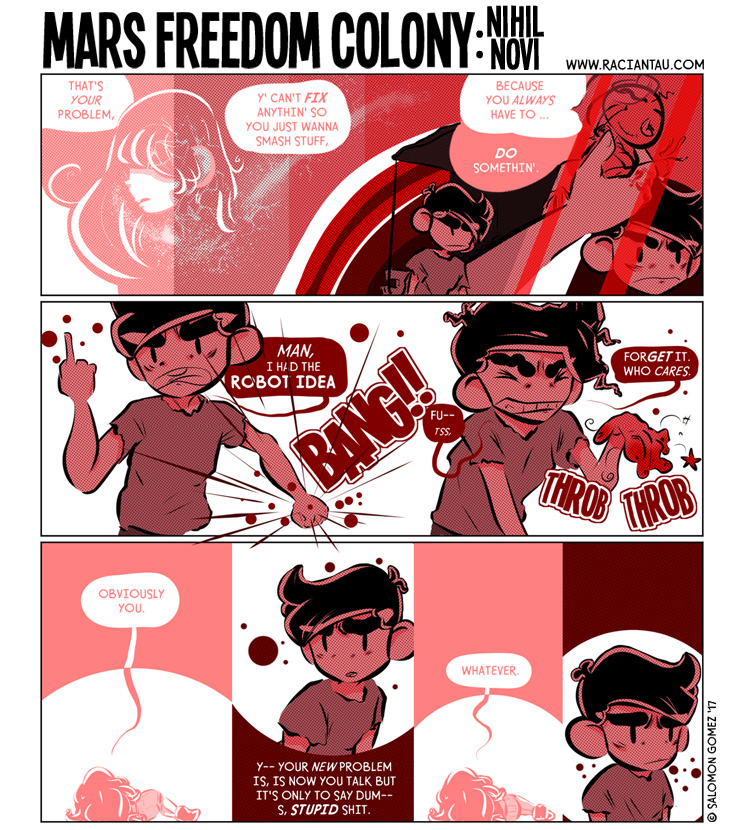 MARS FREEDOM COLONY: NIHIL
NOVI
WWW.RACIANTAU.COM
THAT'S
YOUR
PROBLEM,
Y' CAN'T FIX
ANYTHIN' SO
YOU JUST WANNA
SMASH STUFF,
BECAUSE
YOU ALWAYS
HAVE TO ...
DO
SOMETHIN'.
MAN,
I HAD THE
ROBOT IDEA
BANG!!
FU--
TSS,
FORGET IT.
WHO CARES.
THROB
THROB
OBVIOUSLY
YOU.
Y-- YOUR NEW PROBLEM
IS, IS NOW YOU TALK BUT
IT'S ONLY TO SAY DUM--
S, STUPID SHIT.
WHATEVER.
© SALOMON GOMEZ '17